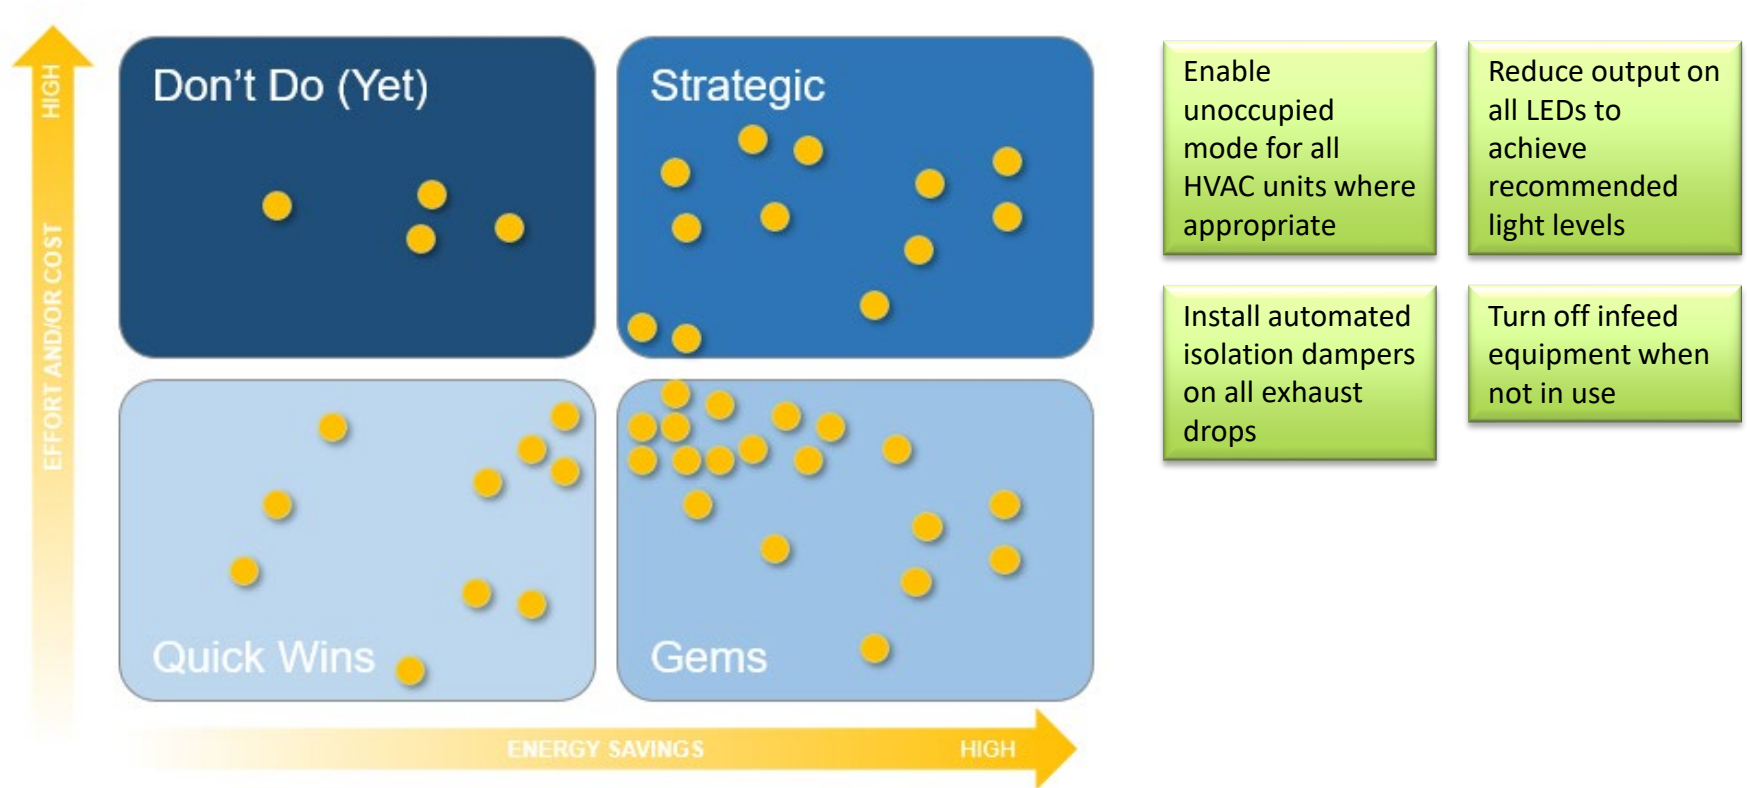 HIGH
EFFORT AND/OR COST
Don't Do (Yet)
Strategic
Quick Wins
Gems
ENERGY SAVINGS
HIGH
Enable
unoccupied
mode for all
HVAC units where
appropriate
Reduce output on
all LEDs to
achieve
recommended
light levels
Install automated
isolation dampers
on all exhaust
drops
Turn off infeed
equipment when
not in use